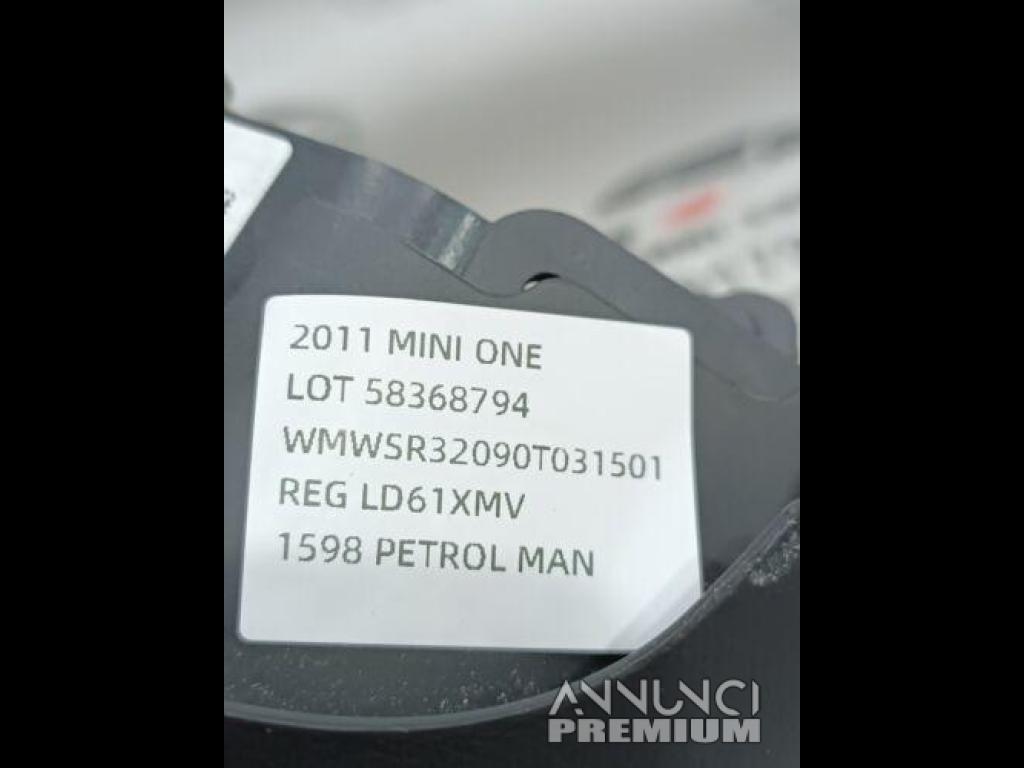 2011 MINI ONE
LOT 58368794
WMWSR32090T031501
REG LD61XMV
1598 PETROL MAN
ANNUNCI
PREMIUM